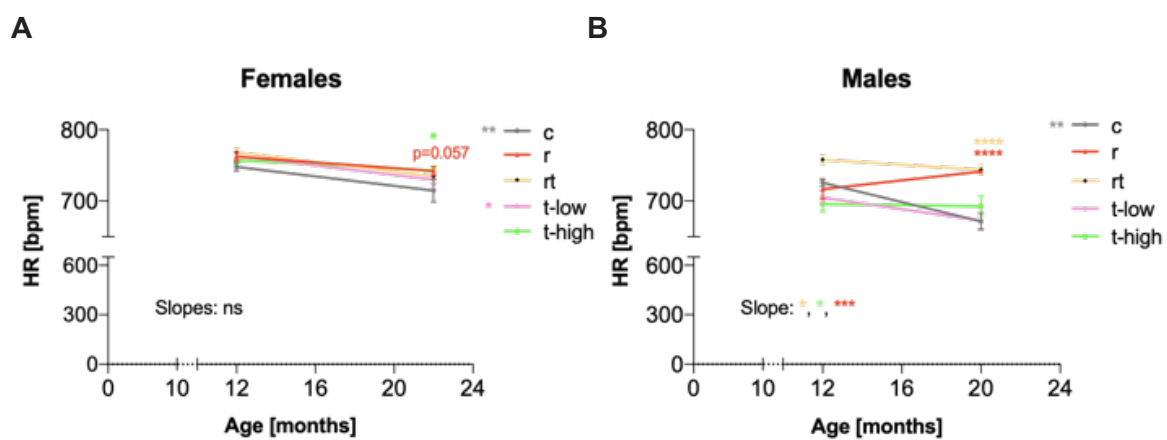 A
Females
HR [bpm]
800
700
600
300
0
*
p=0.057
** c
r
rt
* t-low
t-high
Slopes: ns
0 10 12 16 20 24
Age [months]
B
Males
HR [bpm]
800
700
600
300
0
****
****
** c
r
rt
t-low
t-high
Slope: *, *, ***
0 10 12 16 20 24
Age [months]